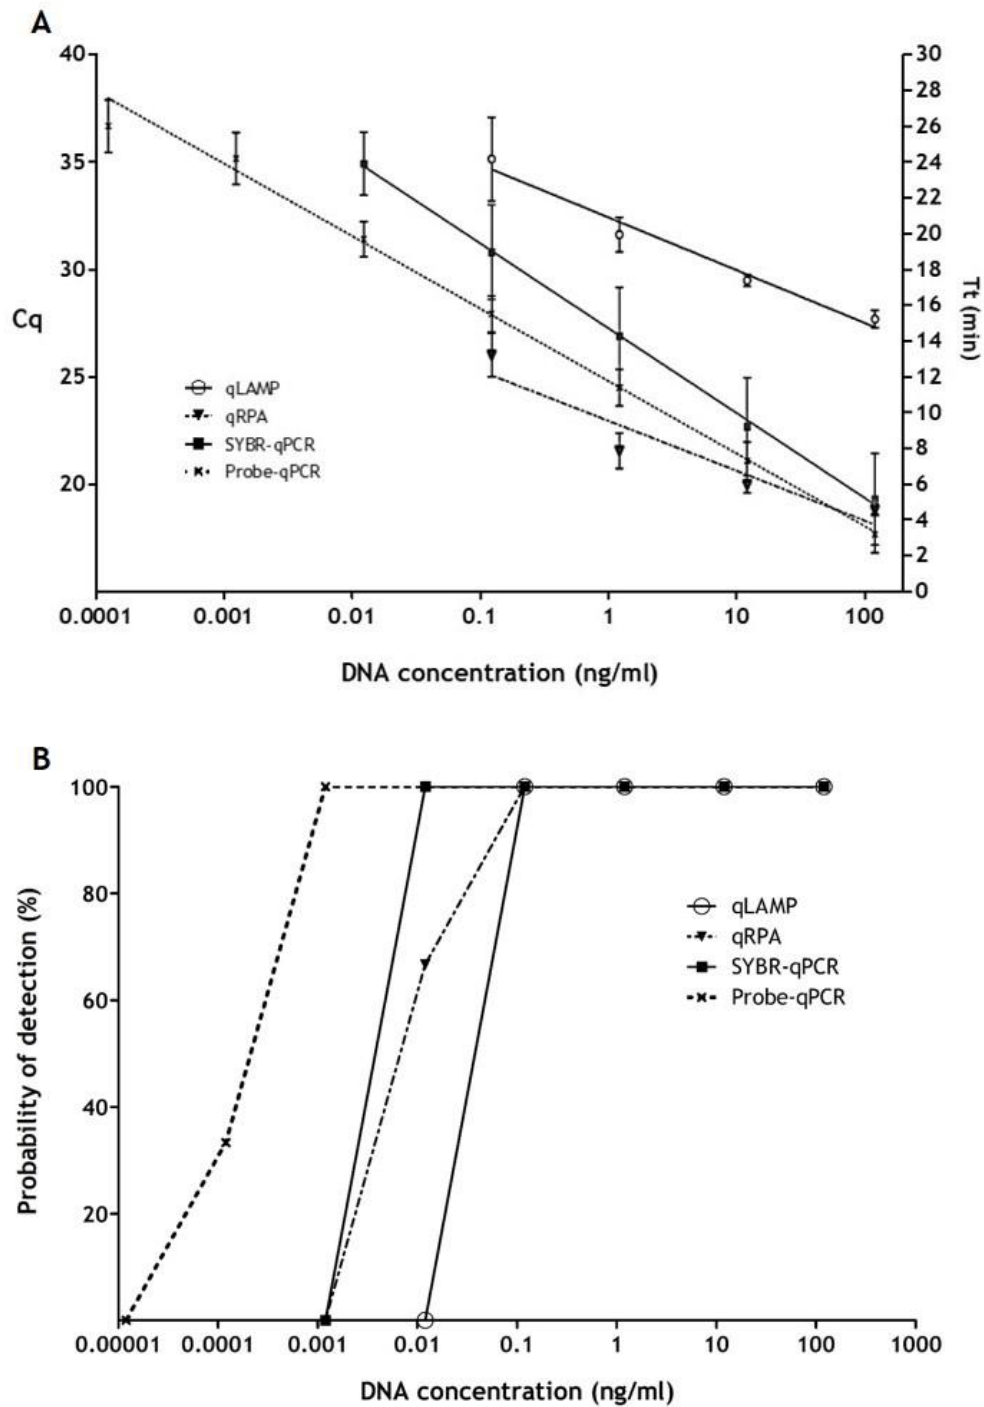 A
40
35
30
25
20
Cq
30
28
26
24
22
20
18
16
14
12
10
8
6
4
2
0
Tt (min)
qLAMP
qRPA
SYBR-qPCR
Probe-qPCR
0.0001 0.001 0.01 0.1 1 10 100
DNA concentration (ng/ml)
B
100
80
60
40
20
Probability of detection (%)
qLAMP
qRPA
SYBR-qPCR
Probe-qPCR
0.00001 0.0001 0.001 0.01 0.1 1 10 100 1000
DNA concentration (ng/ml)